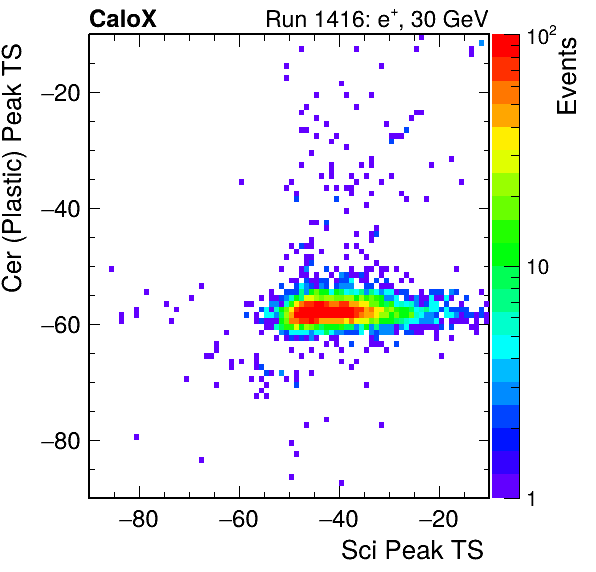 CaloX
Run 1416: e⁺, 30 GeV
Cer (Plastic) Peak TS
−20
−40
−60
−80
−80
−60
−40
−20
Sci Peak TS
10²
10
1
Events